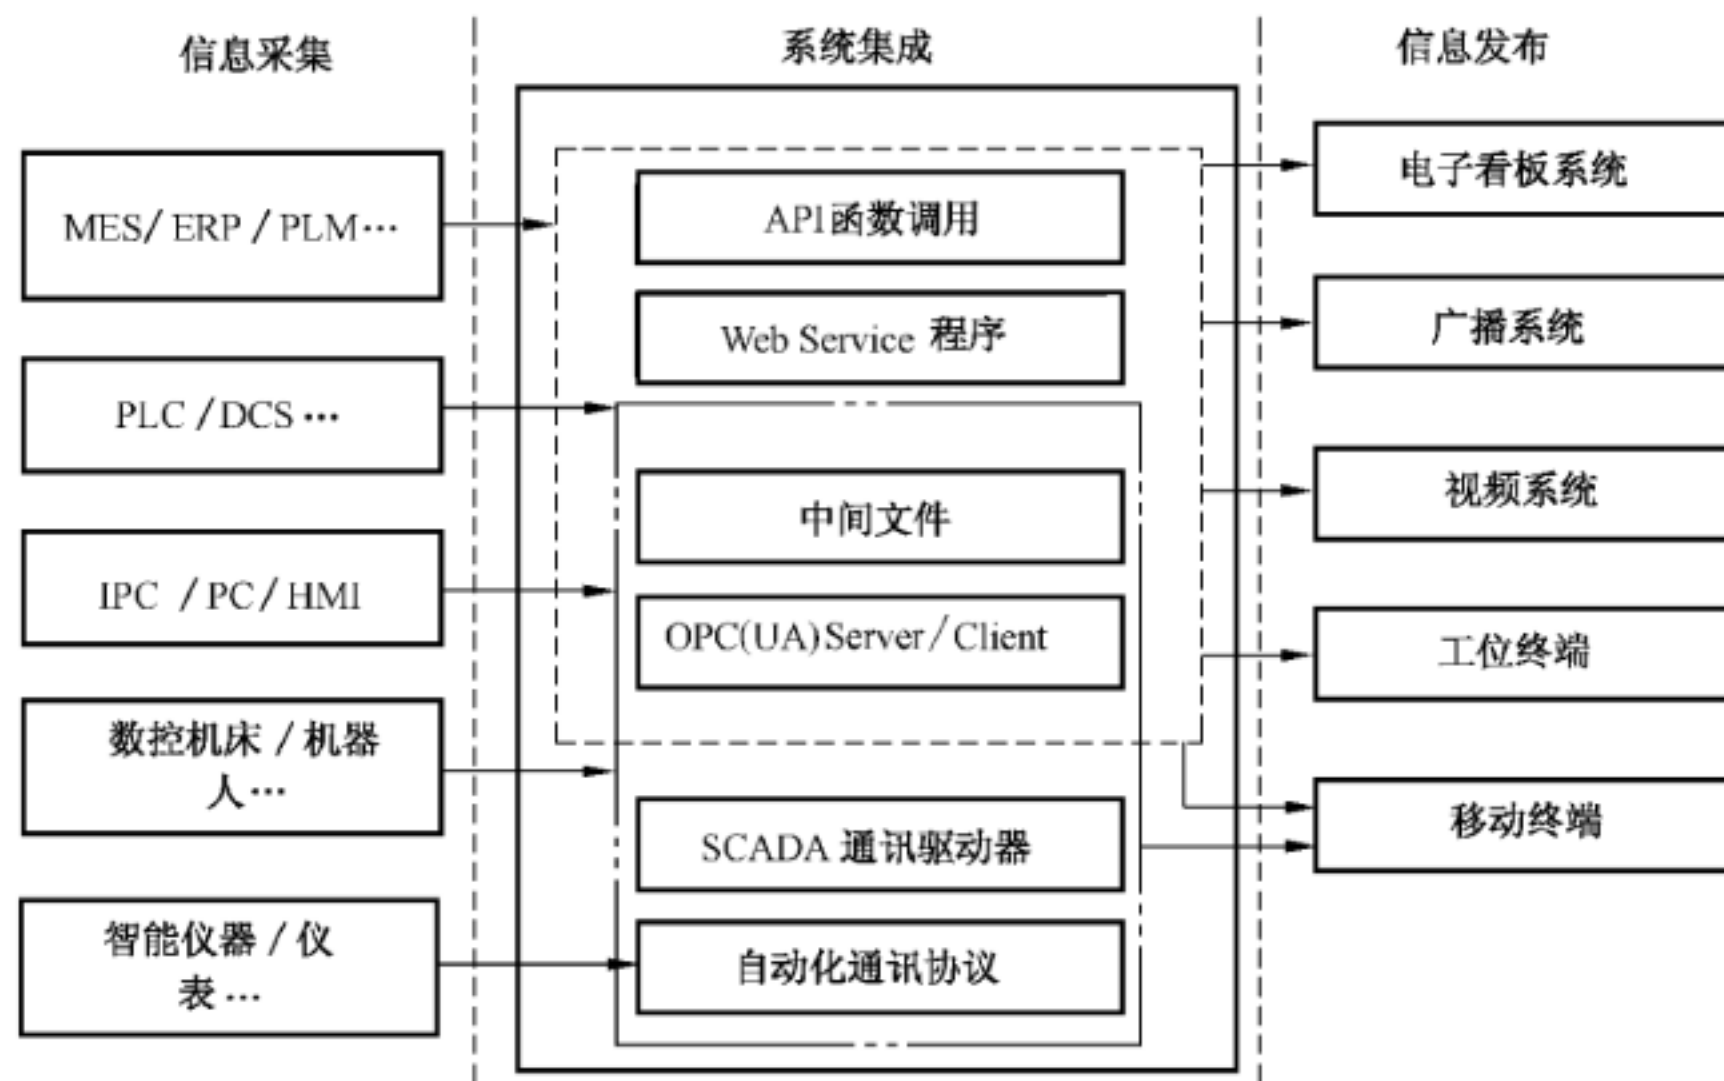 信息采集
系统集成
信息发布
MES/ ERP / PLM…
PLC /DCS …
IPC / PC/ HMI
数控机床 / 机器
人…
智能仪器 / 仪
表 …
API函数调用
Web Service 程序
中间文件
OPC(UA)Server/Client
SCADA 通讯驱动器
自动化通讯协议
电子看板系统
广播系统
视频系统
工位终端
移动终端